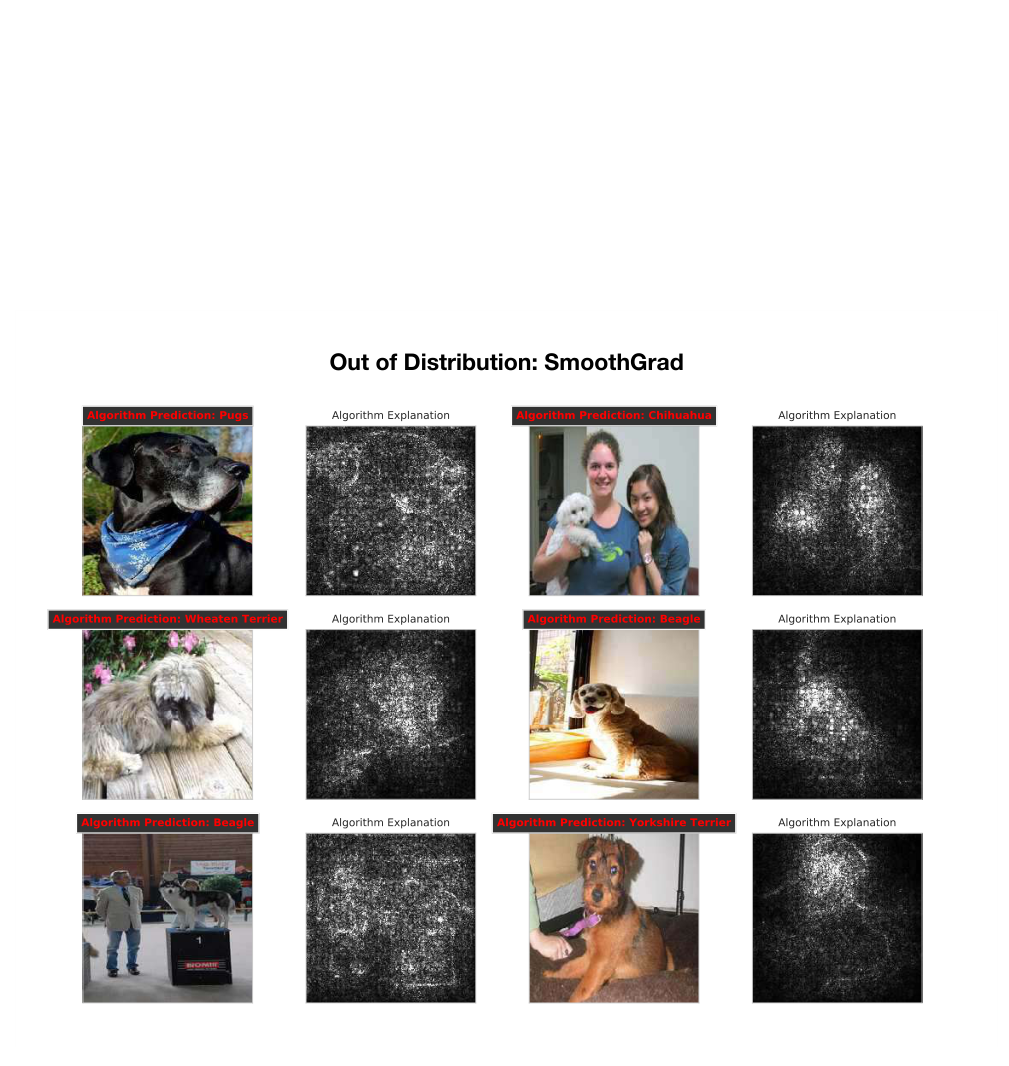 Out of Distribution: SmoothGrad
Algorithm Prediction: Pugs
Algorithm Explanation
Algorithm Prediction: Chihuahua
Algorithm Explanation
Algorithm Prediction: Wheaten Terrier
Algorithm Explanation
Algorithm Prediction: Beagle
Algorithm Explanation
Algorithm Prediction: Beagle
Algorithm Explanation
Algorithm Prediction: Yorkshire Terrier
Algorithm Explanation
1